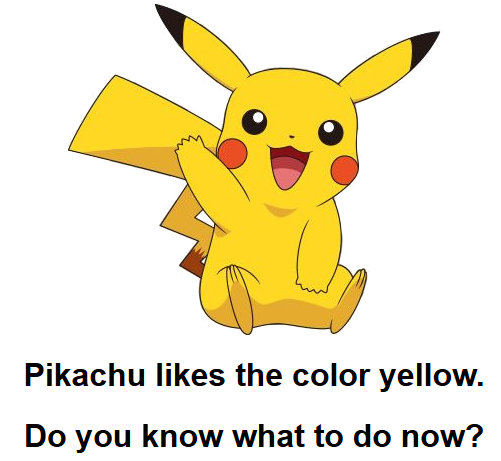 Pikachu likes the color yellow.
Do you know what to do now?